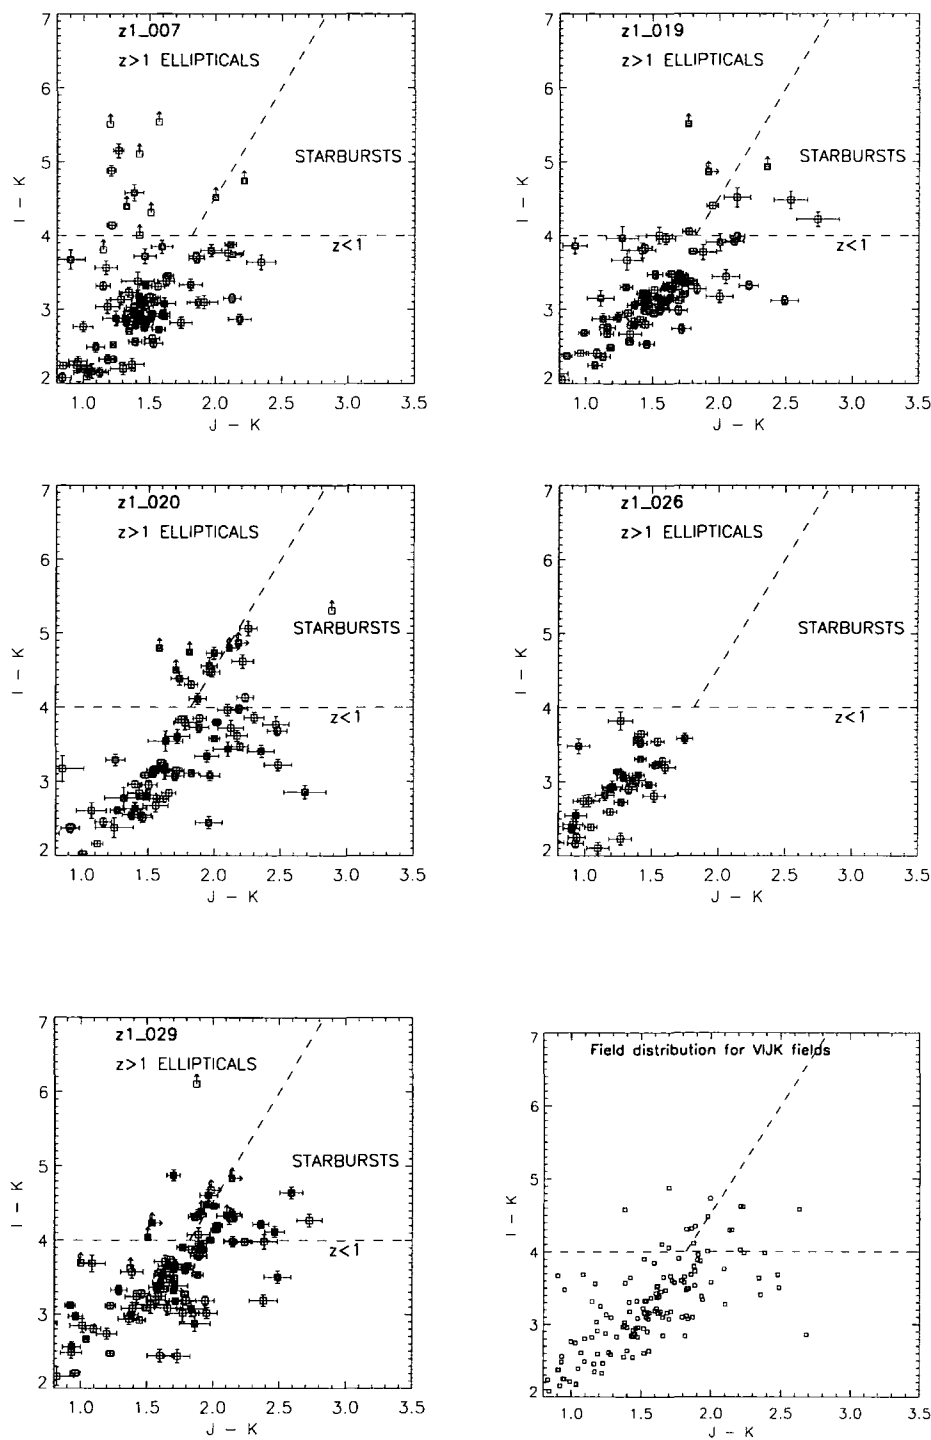 z1_007
z>1 ELLIPTICALS
STARBURSTS
z<1
7
6
5
4
3
2
I − K
1.0 1.5 2.0 2.5 3.0 3.5
J − K
z1_019
z>1 ELLIPTICALS
STARBURSTS
z<1
7
6
5
4
3
2
I − K
1.0 1.5 2.0 2.5 3.0 3.5
J − K
z1_020
z>1 ELLIPTICALS
STARBURSTS
z<1
7
6
5
4
3
2
I − K
1.0 1.5 2.0 2.5 3.0 3.5
J − K
z1_026
z>1 ELLIPTICALS
STARBURSTS
z<1
7
6
5
4
3
2
I − K
1.0 1.5 2.0 2.5 3.0 3.5
J − K
z1_029
z>1 ELLIPTICALS
STARBURSTS
z<1
7
6
5
4
3
2
I − K
1.0 1.5 2.0 2.5 3.0 3.5
J − K
Field distribution for VIJK fields
7
6
5
4
3
2
I − K
1.0 1.5 2.0 2.5 3.0 3.5
J − K